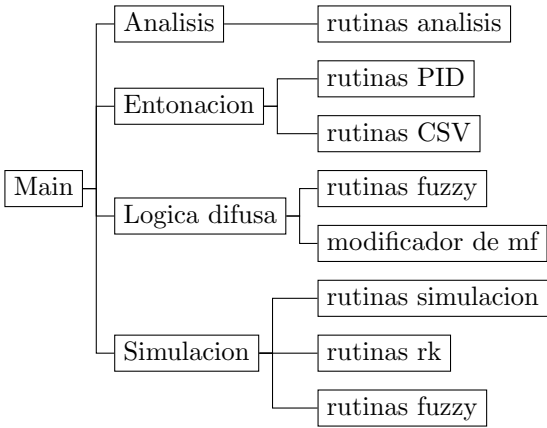 Main
Analisis
rutinas analisis
Entonacion
rutinas PID
rutinas CSV
Logica difusa
rutinas fuzzy
modificador de mf
Simulacion
rutinas simulacion
rutinas rk
rutinas fuzzy